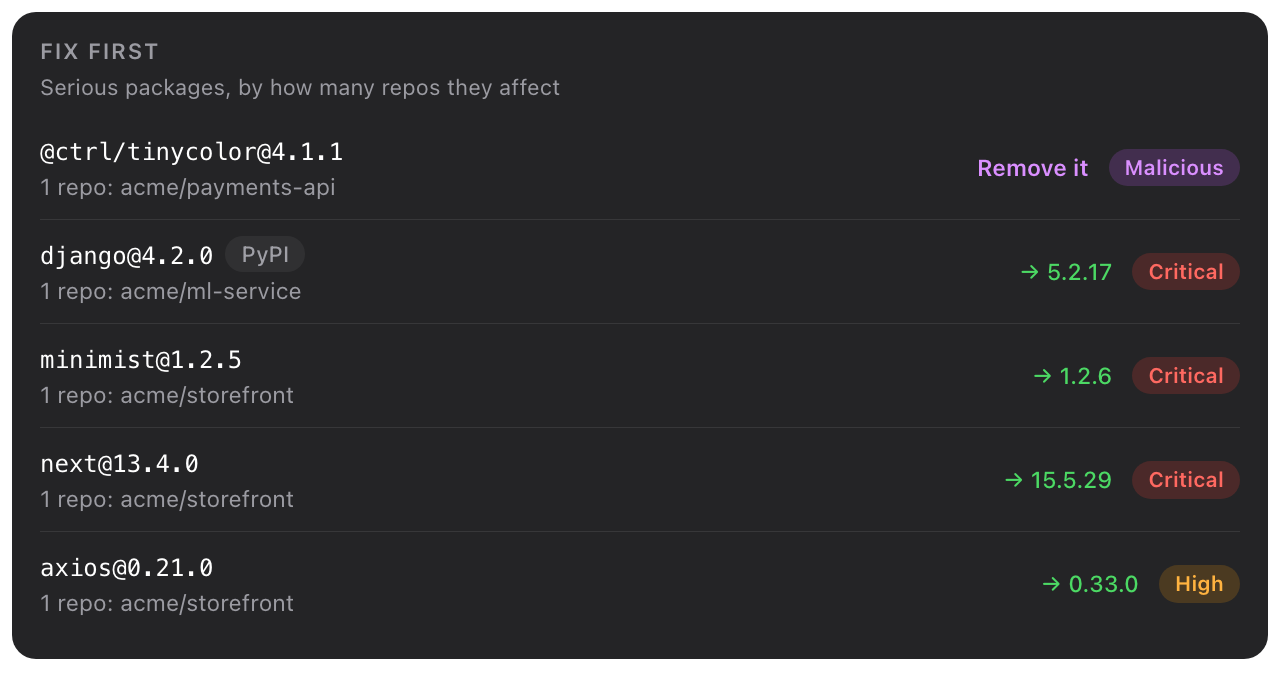 FIX FIRST
Serious packages, by how many repos they affect
@ctrl/tinycolor@4.1.1
1 repo: acme/payments-api
Remove it Malicious
django@4.2.0 PyPI
1 repo: acme/ml-service
→ 5.2.17 Critical
minimist@1.2.5
1 repo: acme/storefront
→ 1.2.6 Critical
next@13.4.0
1 repo: acme/storefront
→ 15.5.29 Critical
axios@0.21.0
1 repo: acme/storefront
→ 0.33.0 High